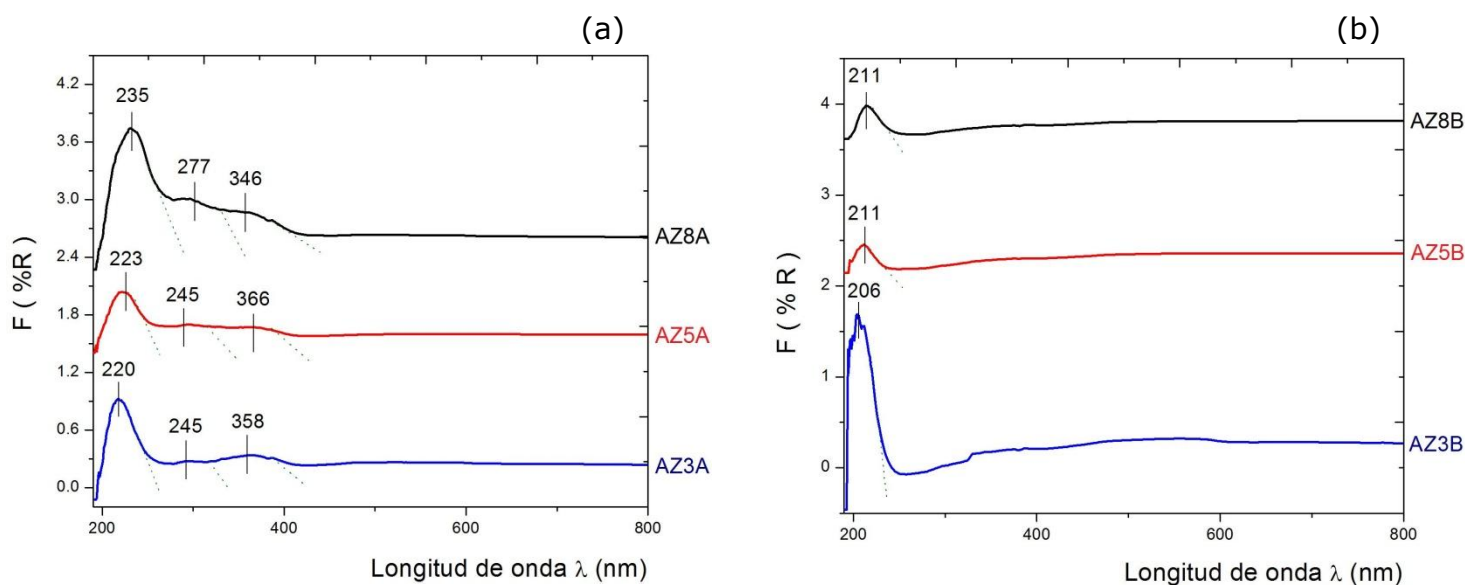 (a)
4.2
3.6
3.0
2.4
1.8
1.2
0.6
0.0
F ( %R )
235
277
346
223
245
366
220
245
358
AZ8A
AZ5A
AZ3A
200
400
600
800
Longitud de onda λ (nm)
(b)
4
3
2
1
0
F ( % R )
211
211
206
AZ8B
AZ5B
AZ3B
200
400
600
800
Longitud de onda λ (nm)